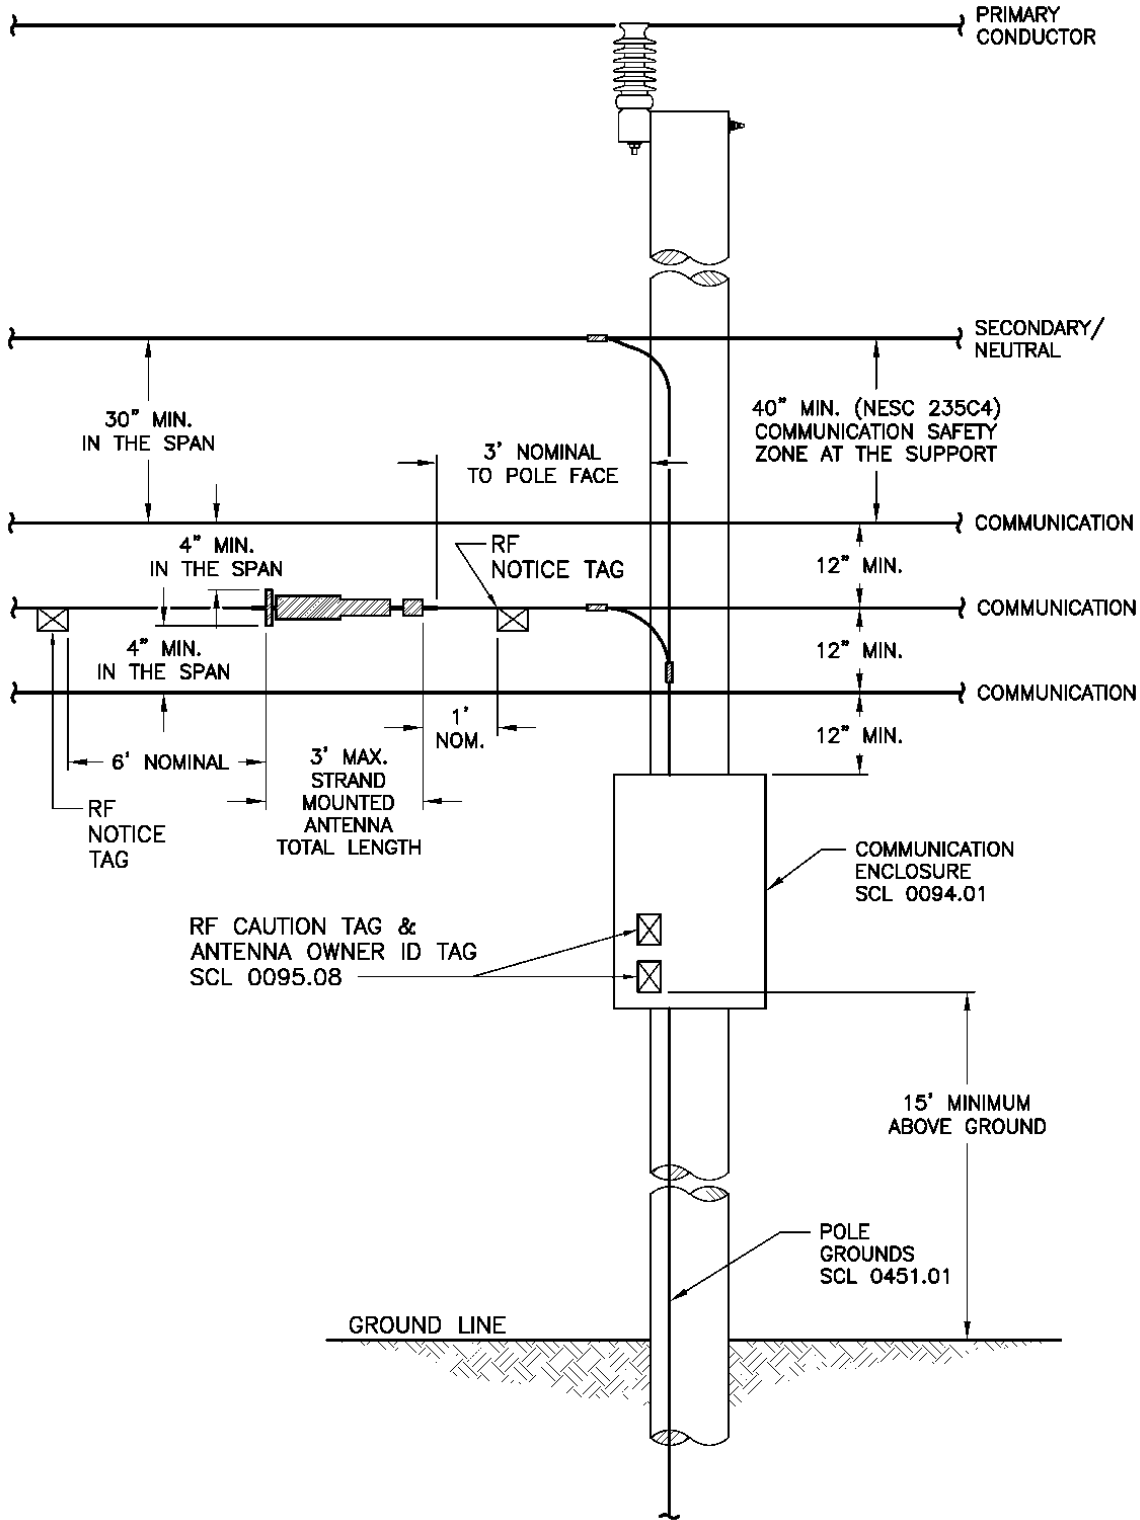 PRIMARY
CONDUCTOR
SECONDARY/
NEUTRAL
30" MIN.
IN THE SPAN
40" MIN. (NESC 235C4)
COMMUNICATION SAFETY
ZONE AT THE SUPPORT
3' NOMINAL
TO POLE FACE
COMMUNICATION
4" MIN.
IN THE SPAN
RF
NOTICE TAG
12" MIN.
COMMUNICATION
4" MIN.
IN THE SPAN
12" MIN.
COMMUNICATION
1'
NOM.
12" MIN.
6' NOMINAL
3' MAX.
STRAND
MOUNTED
ANTENNA
TOTAL LENGTH
RF
NOTICE
TAG
COMMUNICATION
ENCLOSURE
SCL 0094.01
RF CAUTION TAG &
ANTENNA OWNER ID TAG
SCL 0095.08
15' MINIMUM
ABOVE GROUND
POLE
GROUNDS
SCL 0451.01
GROUND LINE